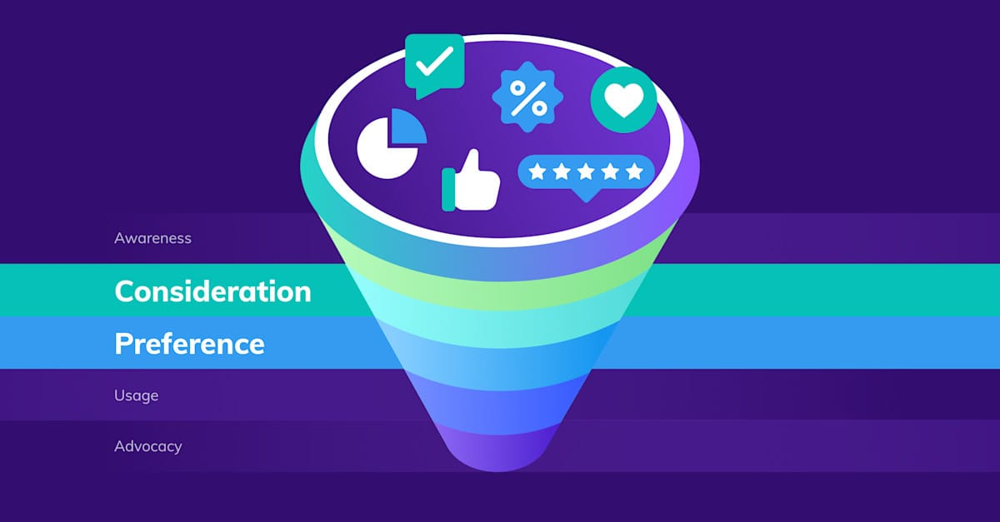 %
Awareness
Consideration
Preference
Usage
Advocacy